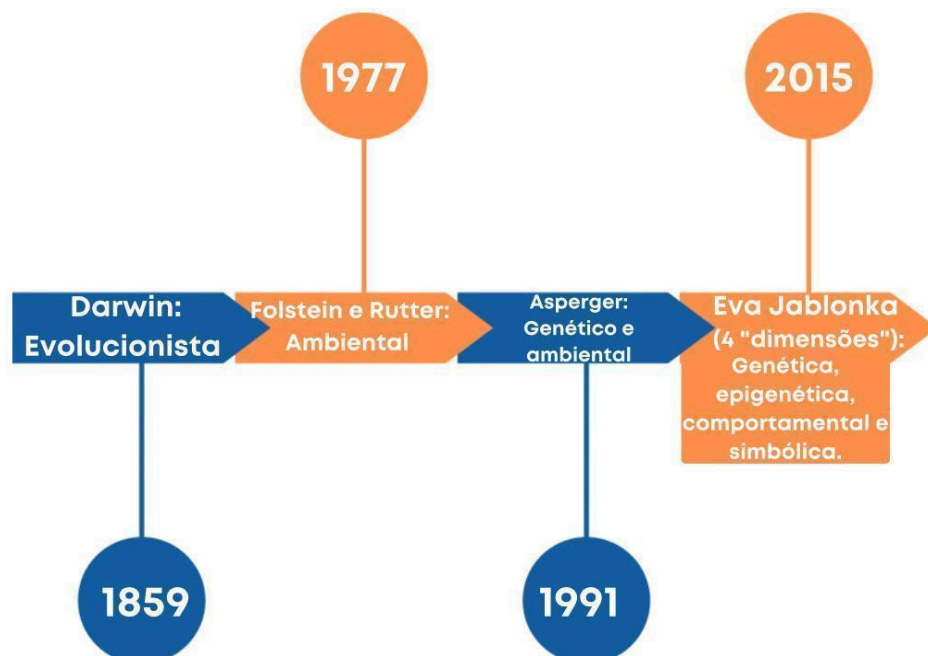 1977
2015
Darwin:
Evolucionista
Folstein e Rutter:
Ambiental
Asperger:
Genético e
ambiental
Eva Jablonka
(4 "dimensões"):
Genética,
epigenética,
comportamental e
simbólica.
1859
1991